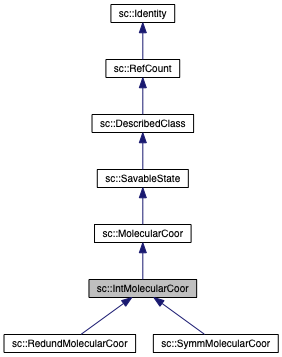 sc::Identity
sc::RefCount
sc::DescribedClass
sc::SavableState
sc::MolecularCoor
sc::IntMolecularCoor
sc::RedundMolecularCoor
sc::SymmMolecularCoor